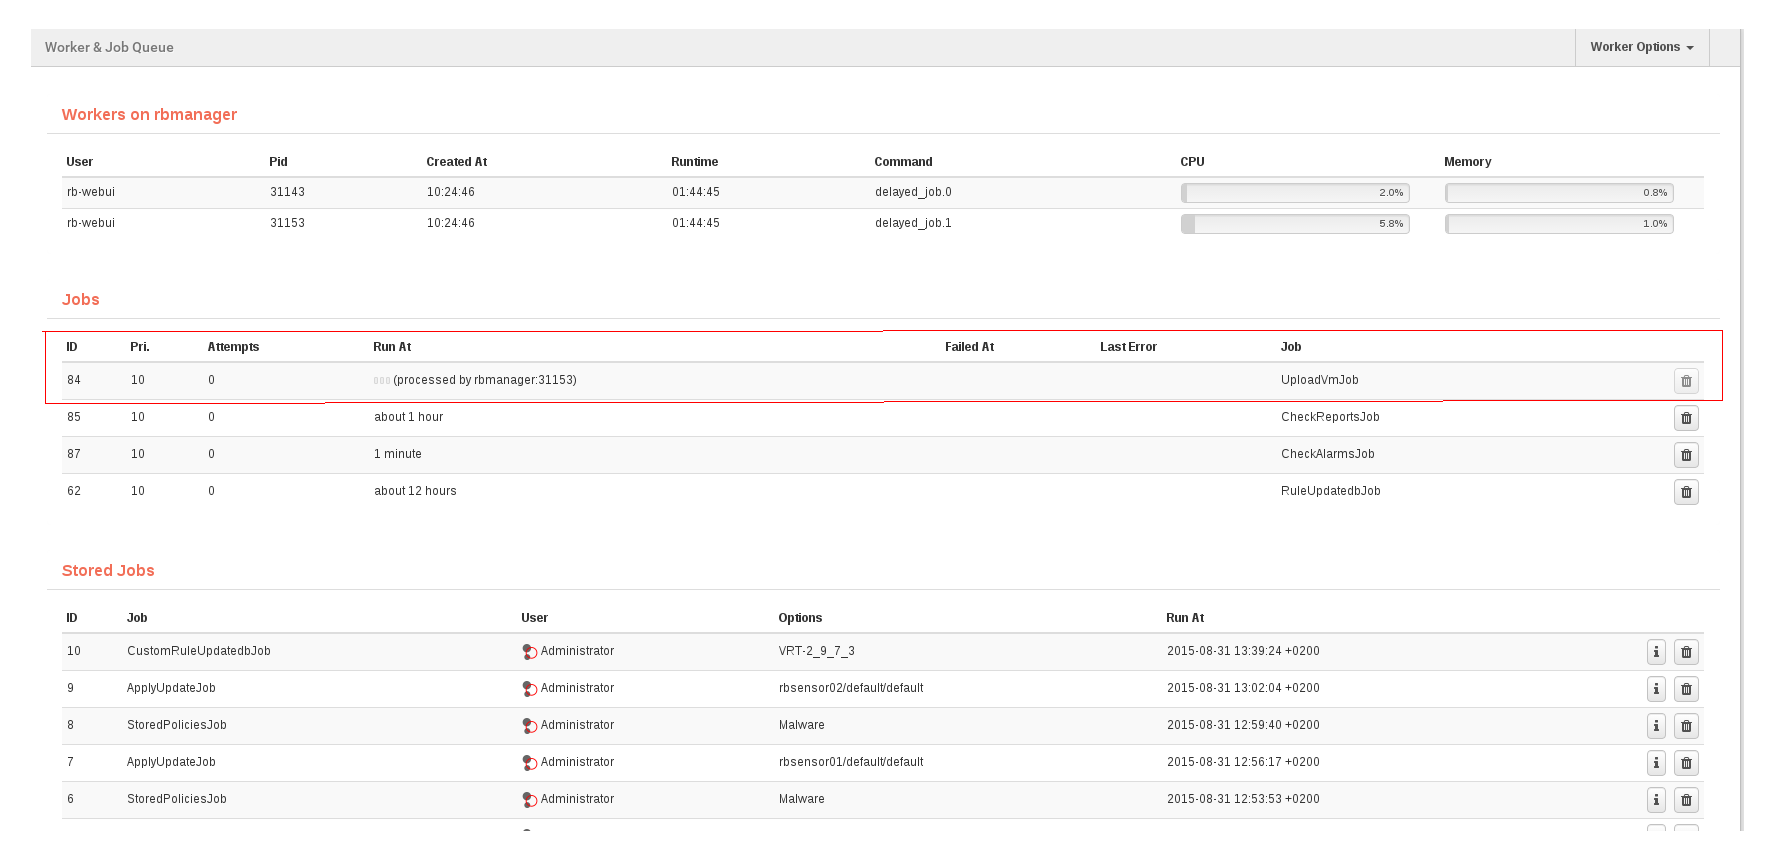 Worker & Job Queue Worker Options
Workers on rbmanager
User Pid Created At Runtime Command CPU Memory
rb-webui 31143 10:24:46 01:44:45 delayed_job.0 2.0% 0.8%
rb-webui 31153 10:24:46 01:44:45 delayed_job.1 5.8% 1.0%
Jobs
ID Pri. Attempts Run At Failed At Last Error Job
84 10 0 (processed by rbmanager:31153) UploadVmJob
85 10 0 about 1 hour CheckReportsJob
87 10 0 1 minute CheckAlarmsJob
62 10 0 about 12 hours RuleUpdatedbJob
Stored Jobs
ID Job User Options Run At
10 CustomRuleUpdatedbJob Administrator VRT-2_9_7_3 2015-08-31 13:39:24 +0200
9 ApplyUpdateJob Administrator rbsensor02/default/default 2015-08-31 13:02:04 +0200
8 StoredPoliciesJob Administrator Malware 2015-08-31 12:59:40 +0200
7 ApplyUpdateJob Administrator rbsensor01/default/default 2015-08-31 12:56:17 +0200
6 StoredPoliciesJob Administrator Malware 2015-08-31 12:53:53 +0200